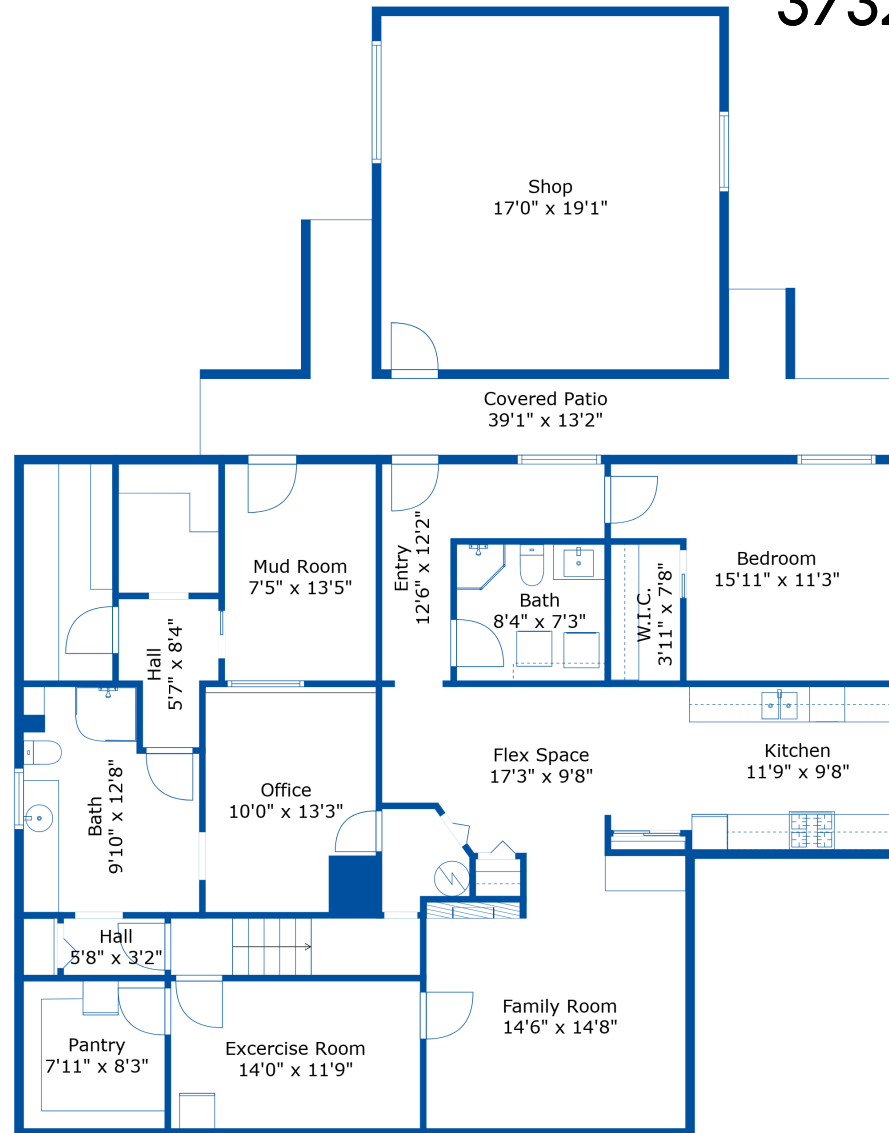 Shop
17'0" x 19'1"
Covered Patio
39'1" x 13'2"
Mud Room
7'5" x 13'5"
Entry
12'6" x 12'2"
Bath
8'4" x 7'3"
W.I.C.
3'11" x 7'8"
Bedroom
15'11" x 11'3"
Hall
5'7" x 8'4"
Flex Space
17'3" x 9'8"
Kitchen
11'9" x 9'8"
Bath
9'10" x 12'8"
Office
10'0" x 13'3"
Hall
5'8" x 3'2"
Family Room
14'6" x 14'8"
Pantry
7'11" x 8'3"
Excercise Room
14'0" x 11'9"